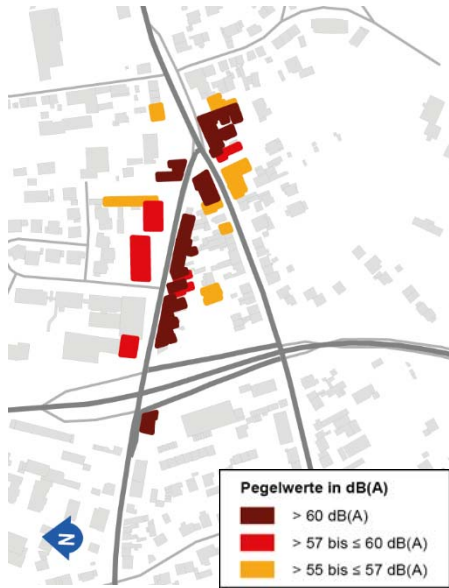 N
Pegelwerte in dB(A)
> 60 dB(A)
> 57 bis ≤ 60 dB(A)
> 55 bis ≤ 57 dB(A)